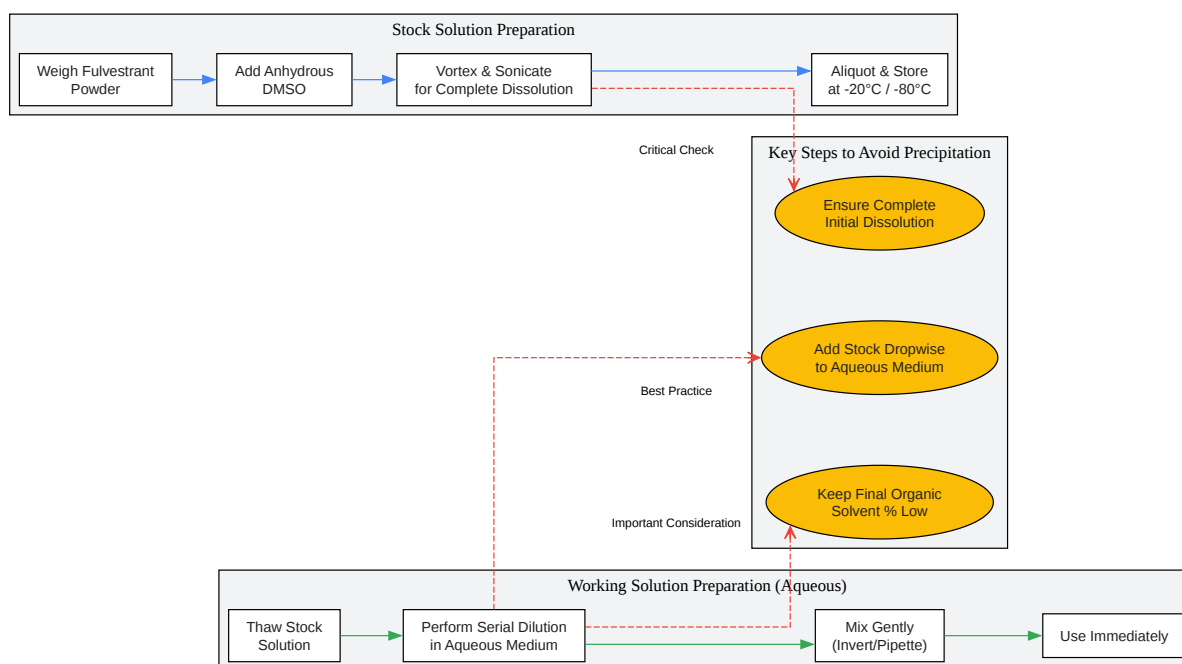 Stock Solution Preparation
Weigh Fulvestrant
Powder
Add Anhydrous
DMSO
Vortex & Sonicate
for Complete Dissolution
Aliquot & Store
at -20°C / -80°C
Critical Check
Key Steps to Avoid Precipitation
Ensure Complete
Initial Dissolution
Add Stock Dropwise
to Aqueous Medium
Best Practice
Keep Final Organic
Solvent % Low
Important Consideration
Working Solution Preparation (Aqueous)
Thaw Stock
Solution
Perform Serial Dilution
in Aqueous Medium
Mix Gently
(Invert/Pipette)
Use Immediately